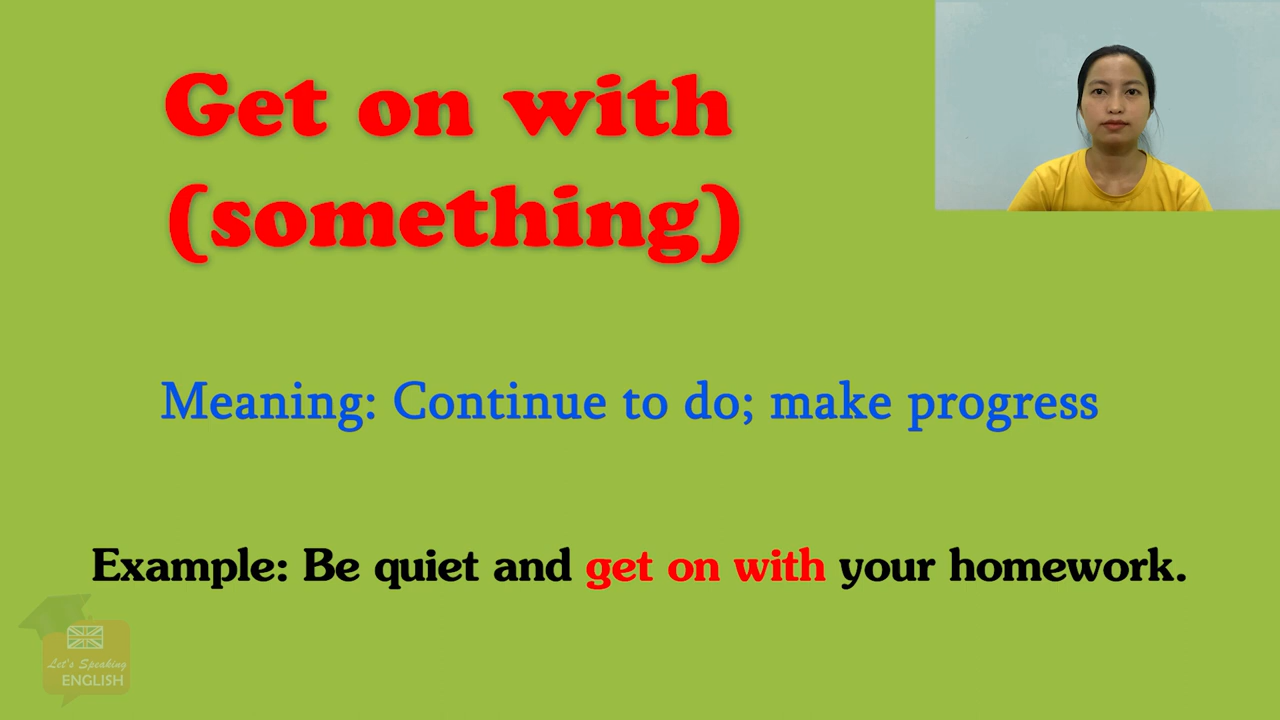 Get on with
(something)
Meaning: Continue to do; make progress
Example: Be quiet and get on with your homework.
Let's Speaking
ENGLISH